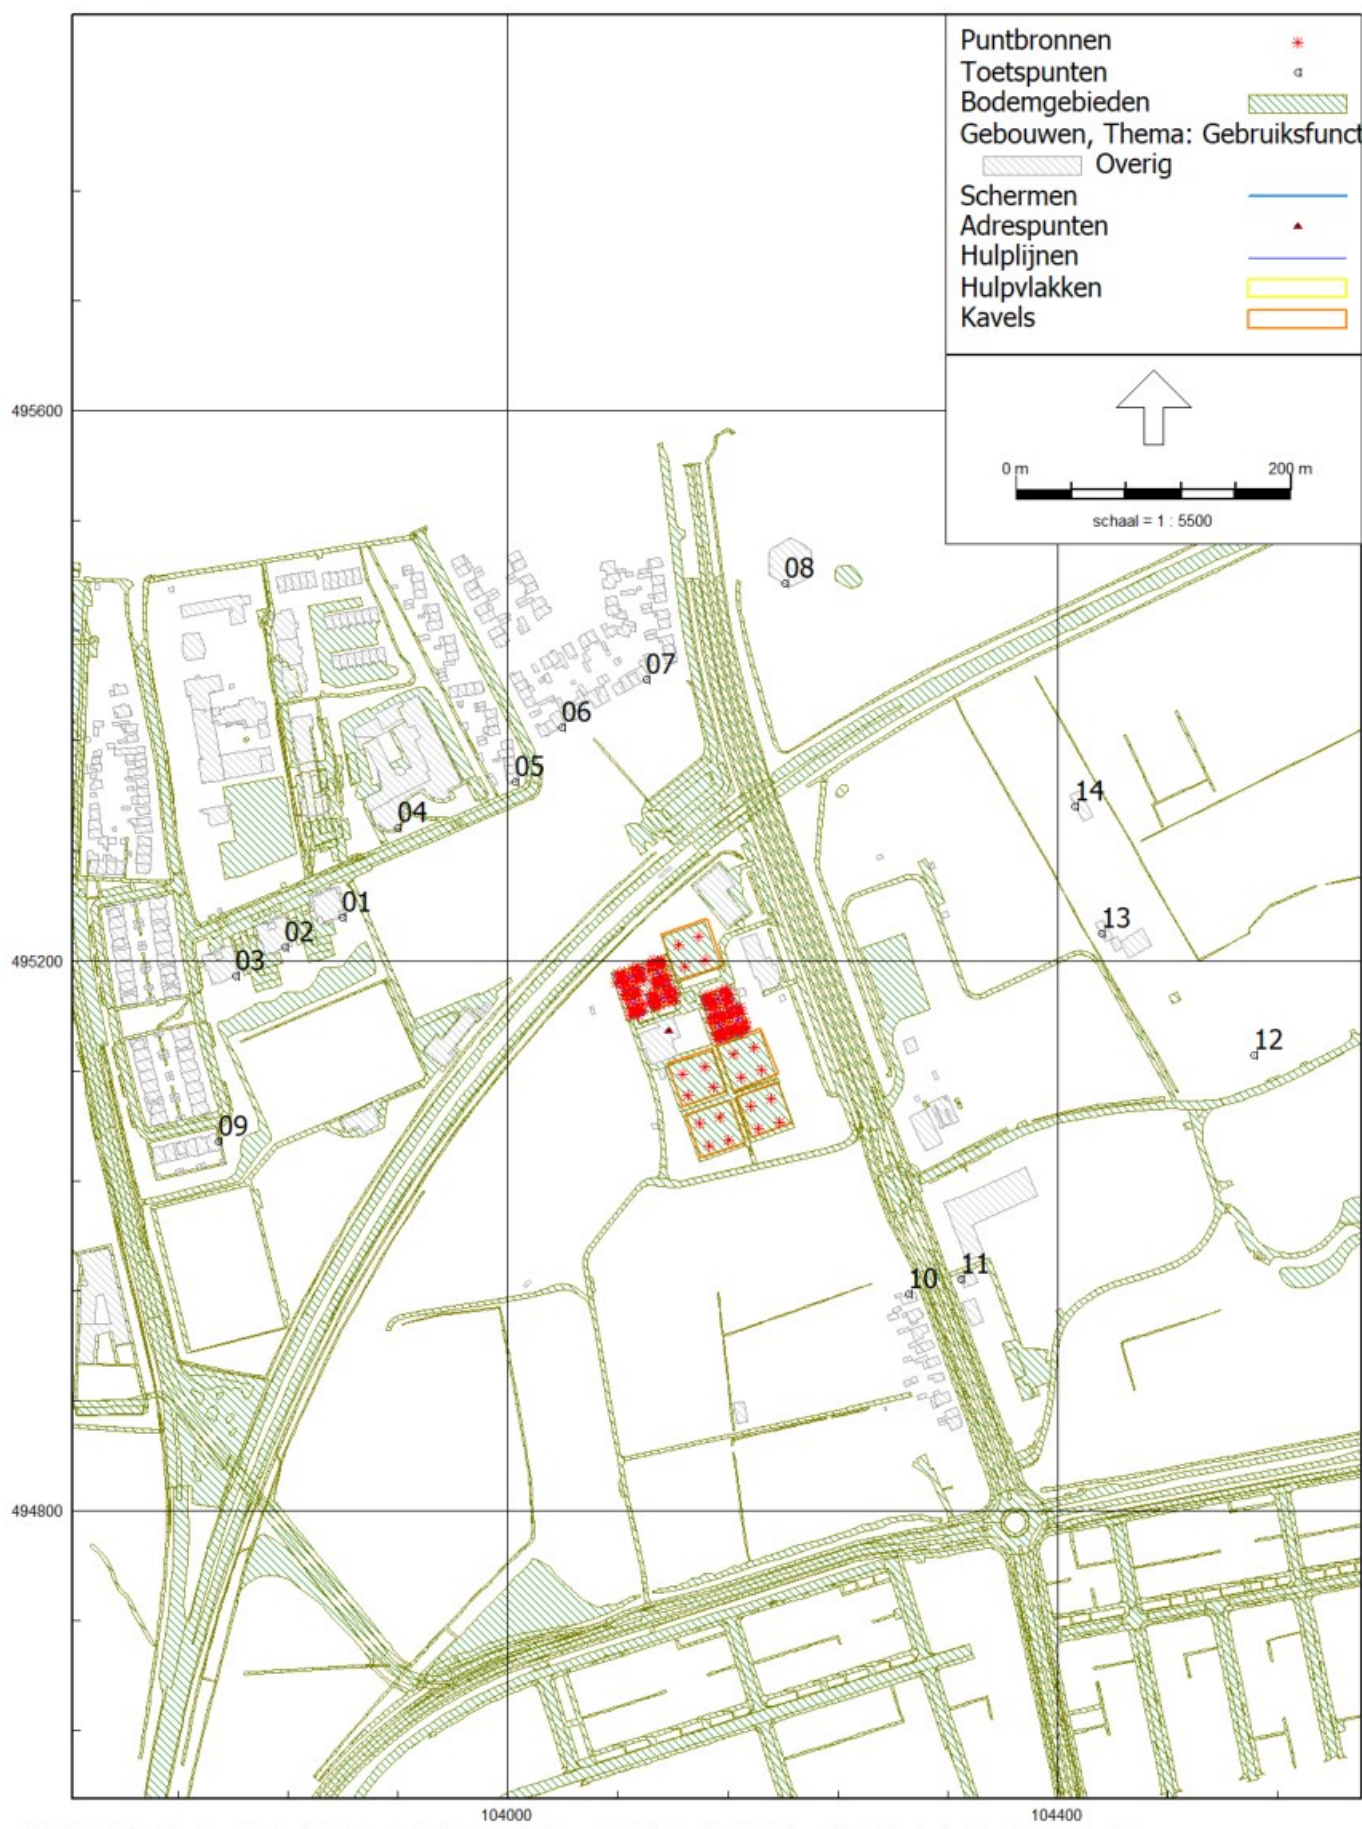 Puntbronnen
Toetspunten
Bodemgebieden
Gebouwen, Thema: Gebruiksfunct
Overig
Schermen
Adrespunten
Hulplijnen
Hulpvlakken
Kavels
0 m 200 m
schaal = 1 : 5500
495600
08
07
06
05
14
04
01
13
02
03
495200
12
09
11
10
494800
104000 104400